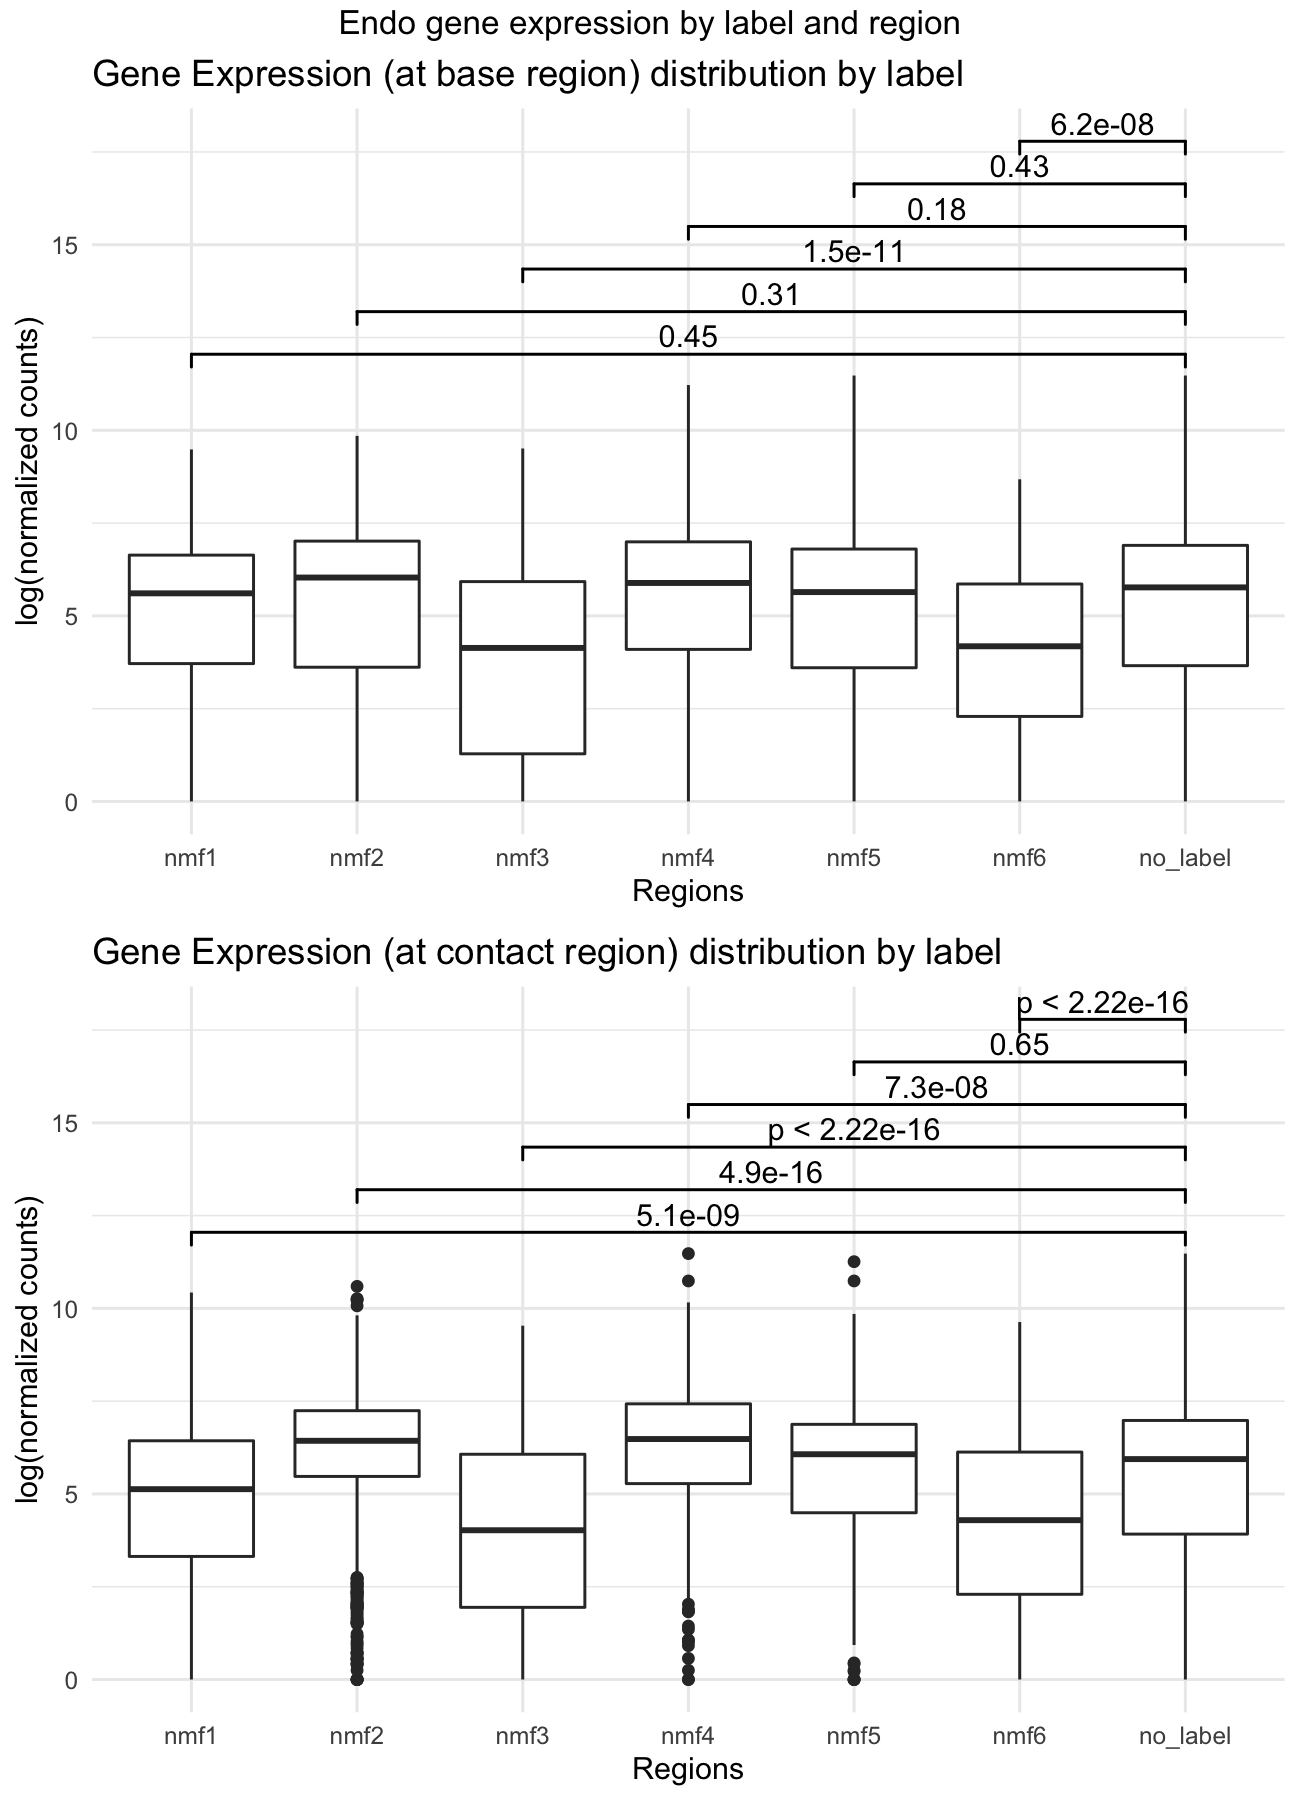 Endo gene expression by label and region
Gene Expression (at base region) distribution by label
6.2e-08
0.43
0.18
1.5e-11
0.31
0.45
15
10
5
0
log(normalized counts)
nmf1 nmf2 nmf3 nmf4 nmf5 nmf6 no_label
Regions
Gene Expression (at contact region) distribution by label
p < 2.22e-16
0.65
7.3e-08
p < 2.22e-16
4.9e-16
5.1e-09
15
10
5
0
log(normalized counts)
nmf1 nmf2 nmf3 nmf4 nmf5 nmf6 no_label
Regions